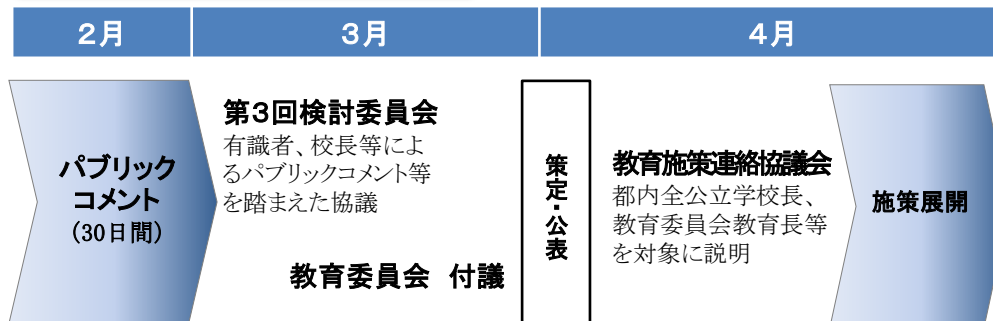 ２月
３月
４月
パブリック
コメント
（30日間）
第３回検討委員会
有識者、校長等によ
るパブリックコメント等
を踏まえた協議
教育委員会　付議
策定・公表
教育施策連絡協議会
都内全公立学校長、
教育委員会教育長等
を対象に説明
施策展開